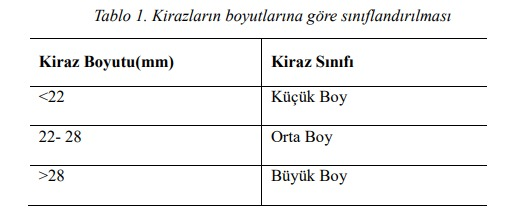 Tablo 1. Kirazların boyutlarına göre sınıflandırılması
Kiraz Boyutu(mm) Kiraz Sınıfı
<22 Küçük Boy
22- 28 Orta Boy
>28 Büyük Boy